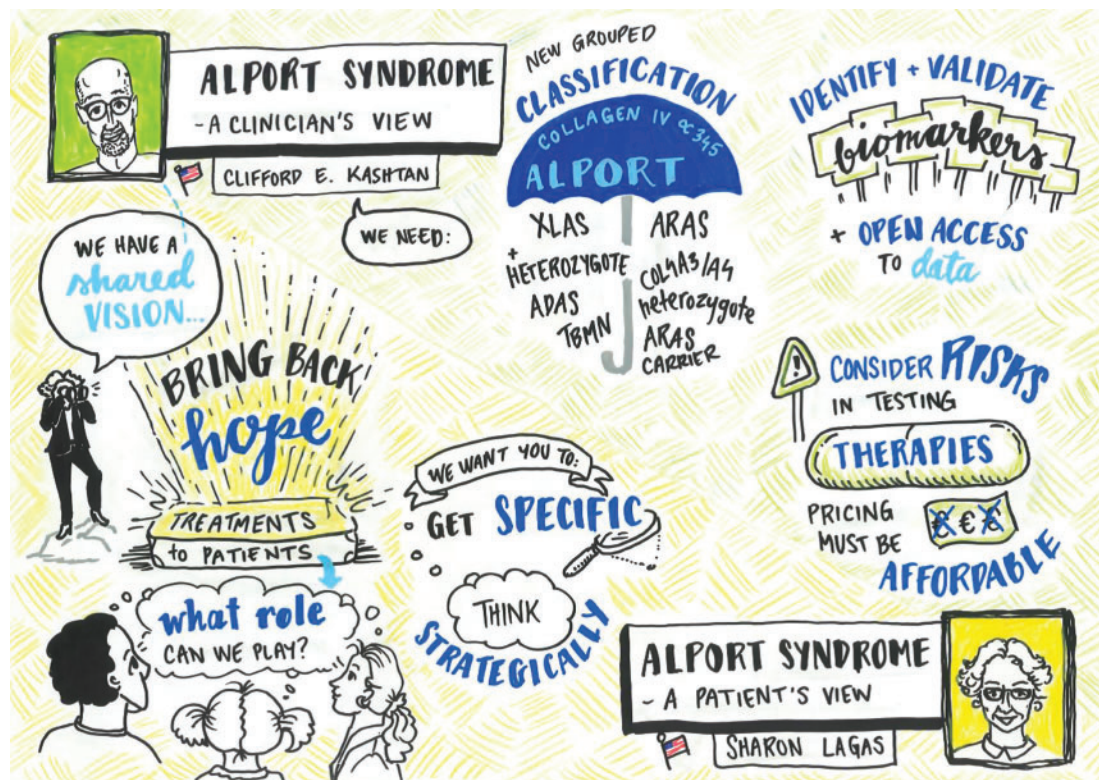 ALPORT SYNDROME
- A CLINICIAN'S VIEW
CLIFFORD E. KASHTAN
WE NEED:
NEW GROUPED
CLASSIFICATION
COLLAGEN IV α345
ALPORT
XLAS
+
HETEROZYGOTE
ADAS
TBMN
ARAS
COL4A3/A4
heterozygote
ARAS
CARRIER
IDENTIFY + VALIDATE
biomarkers
+ OPEN ACCESS
TO data
WE HAVE A
shared
VISION...
BRING BACK
hope
TREATMENTS
to PATIENTS
what role
CAN WE PLAY?
WE WANT YOU TO:
GET SPECIFIC
THINK
STRATEGICALLY
!
CONSIDER RISKS
IN TESTING
THERAPIES
PRICING
MUST BE
€ € €
AFFORDABLE
ALPORT SYNDROME
- A PATIENT'S VIEW
SHARON LAGAS